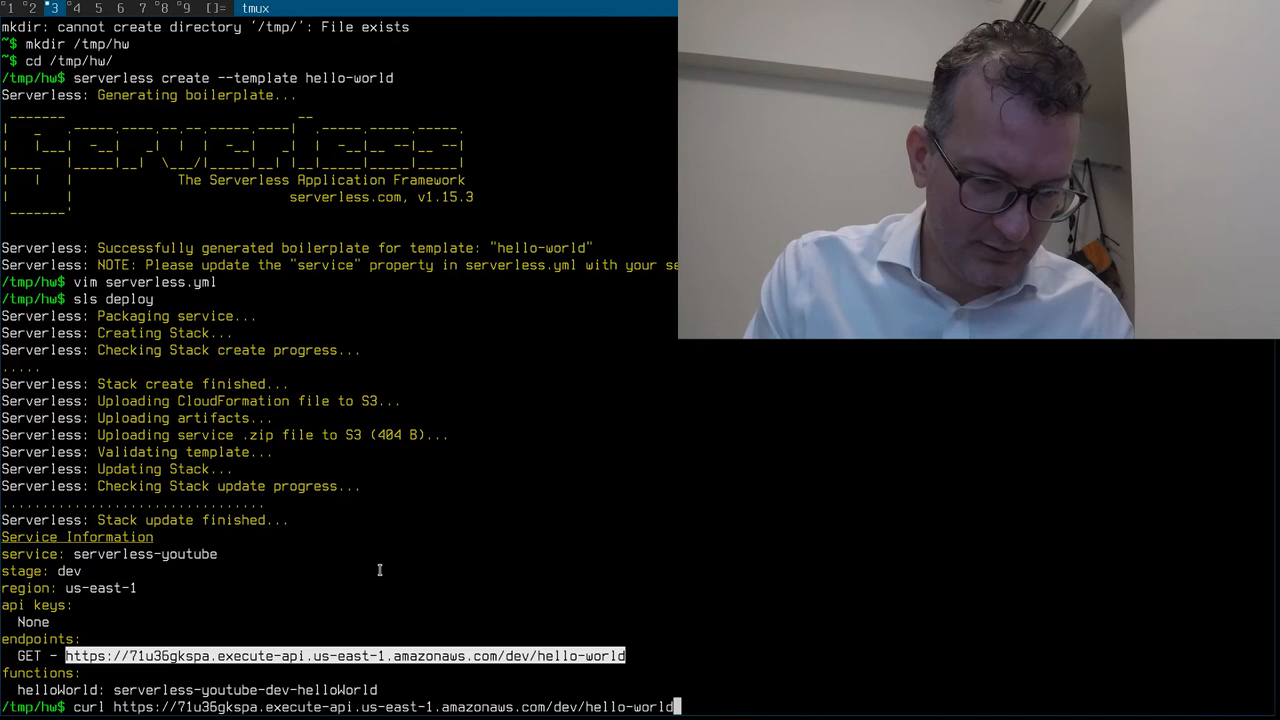 1 2 3 4 5 6 7 8 9 []= tmux
mkdir: cannot create directory ‘/tmp/’: File exists
~$ mkdir /tmp/hw
~$ cd /tmp/hw/
/tmp/hw$ serverless create --template hello-world
Serverless: Generating boilerplate...
The Serverless Application Framework
serverless.com, v1.15.3
Serverless: Successfully generated boilerplate for template: "hello-world"
Serverless: NOTE: Please update the "service" property in serverless.yml with your se
/tmp/hw$ vim serverless.yml
/tmp/hw$ sls deploy
Serverless: Packaging service...
Serverless: Creating Stack...
Serverless: Checking Stack create progress...
.....
Serverless: Stack create finished...
Serverless: Uploading CloudFormation file to S3...
Serverless: Uploading artifacts...
Serverless: Uploading service .zip file to S3 (404 B)...
Serverless: Validating template...
Serverless: Updating Stack...
Serverless: Checking Stack update progress...
.................................
Serverless: Stack update finished...
Service Information
service: serverless-youtube
stage: dev
region: us-east-1
api keys:
None
endpoints:
GET - https://71u36gkspa.execute-api.us-east-1.amazonaws.com/dev/hello-world
functions:
helloWorld: serverless-youtube-dev-helloWorld
/tmp/hw$ curl https://71u36gkspa.execute-api.us-east-1.amazonaws.com/dev/hello-world